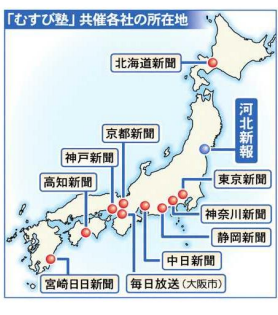 「むすび塾」共催各社の所在地
北海道新聞
河北新報
京都新聞
神戸新聞
高知新聞
東京新聞
神奈川新聞
静岡新聞
中日新聞
宮崎日日新聞
毎日放送(大阪市)